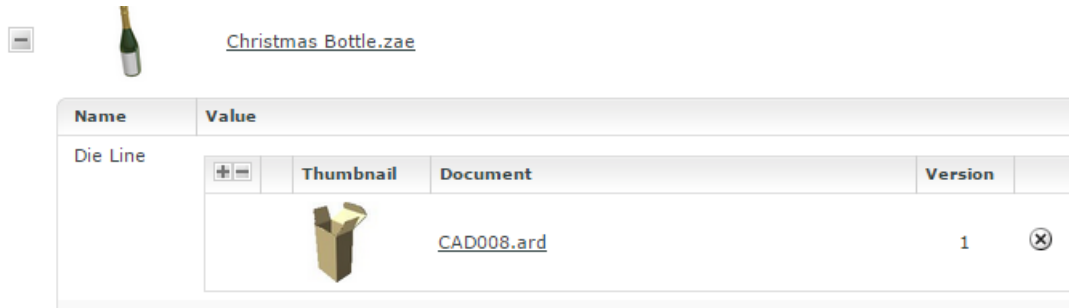 Christmas Bottle.zae
Name Value
Die Line
Thumbnail Document Version
CAD008.ard 1